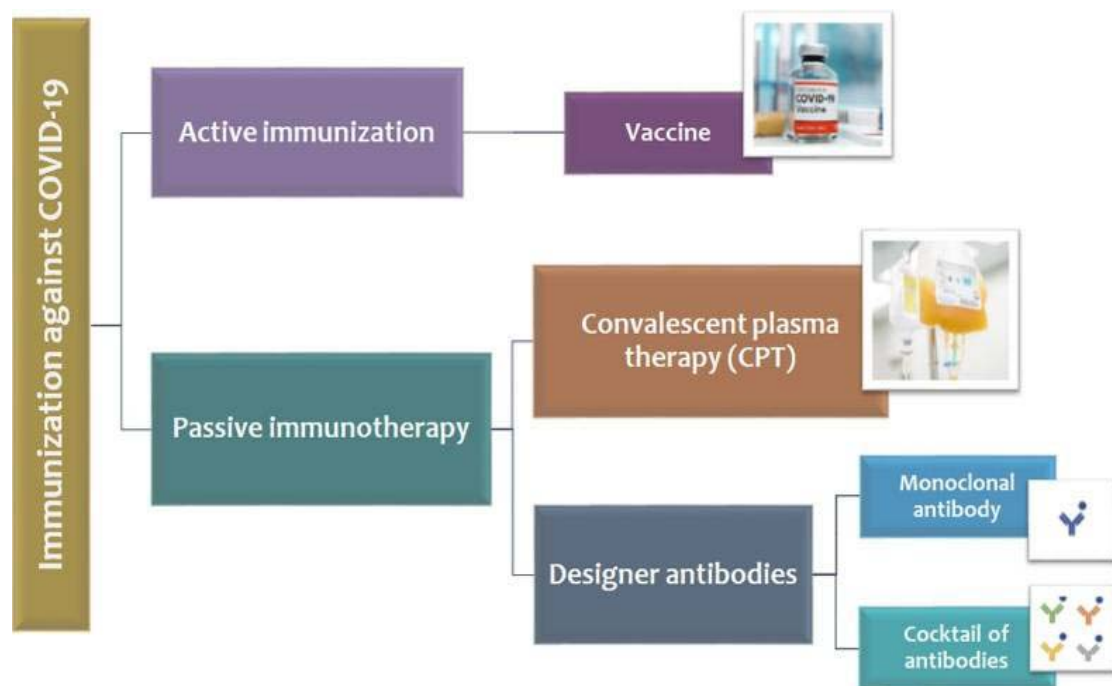 Immunization against COVID-19
Active immunization
Vaccine
COVID-19
Vaccine
Convalescent plasma
therapy (CPT)
Passive immunotherapy
Monoclonal
antibody
Designer antibodies
Cocktail of
antibodies